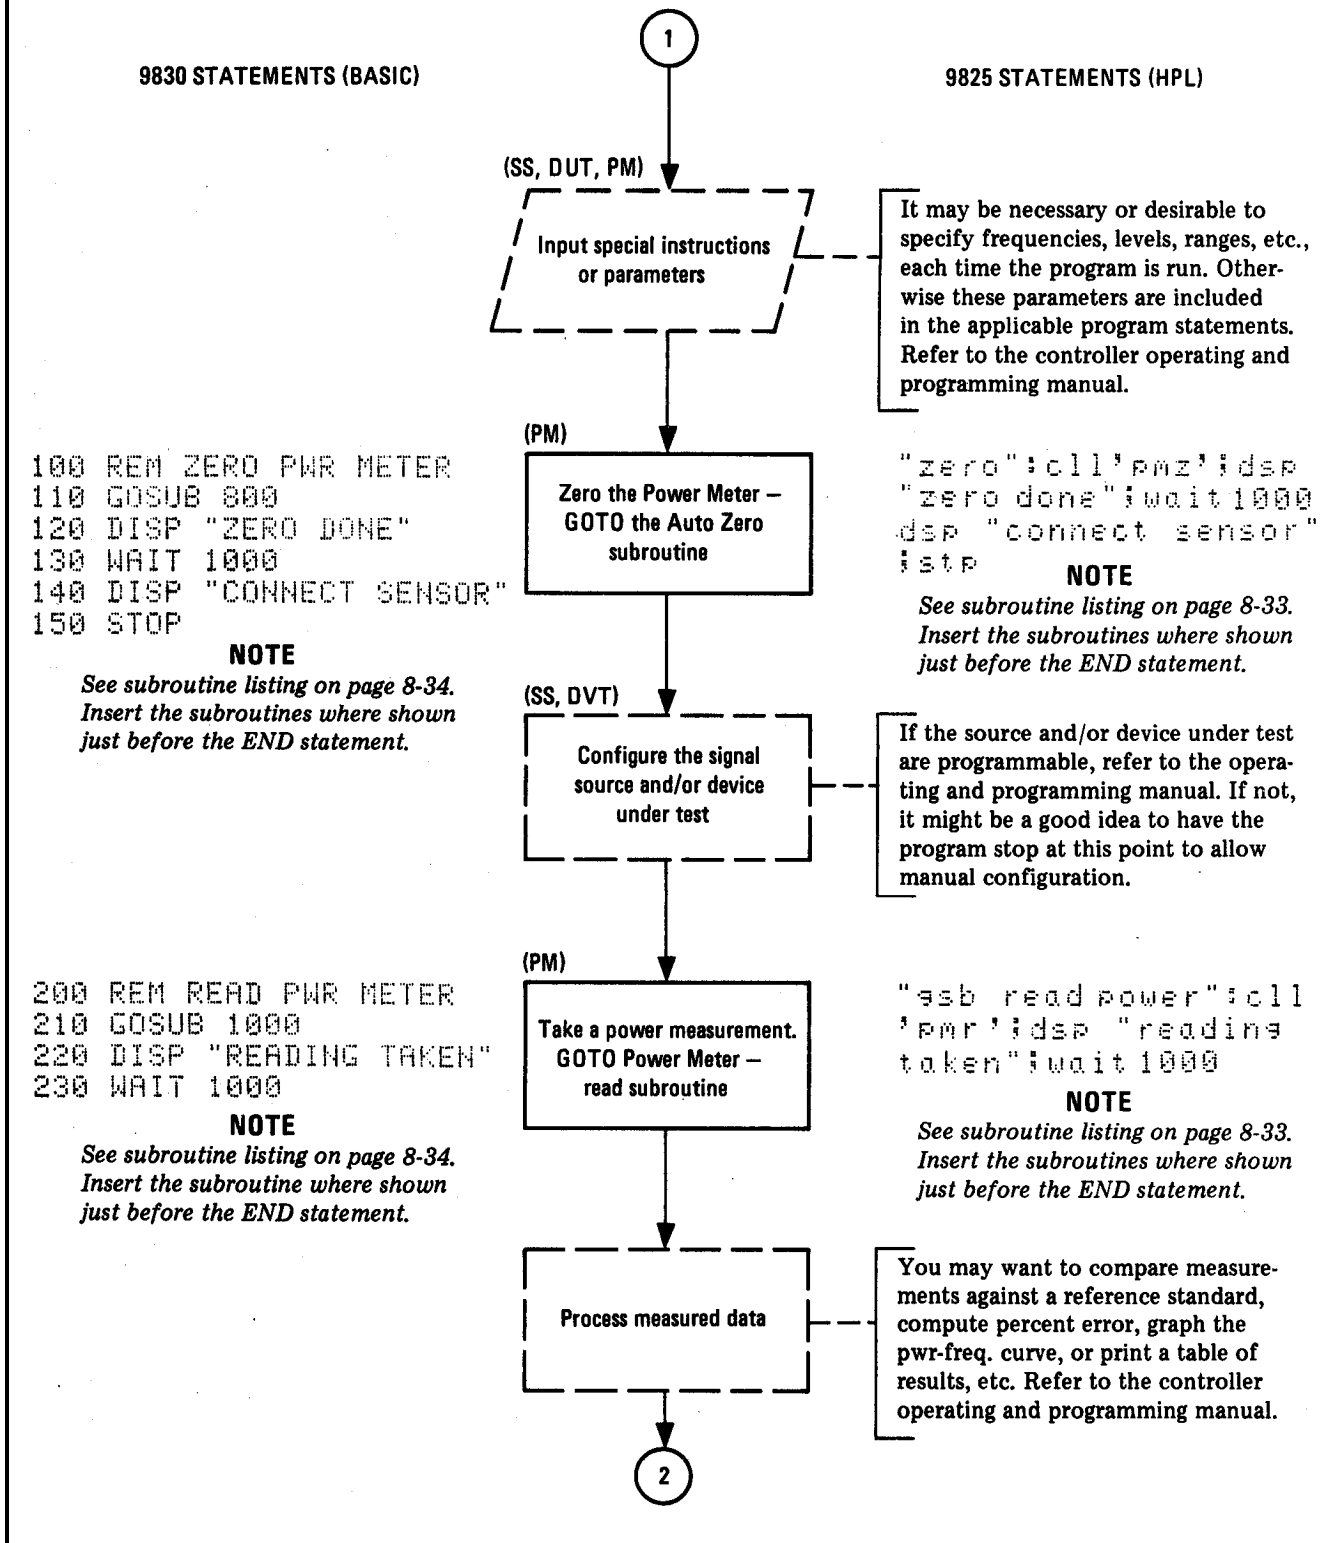 1
9830 STATEMENTS (BASIC)
9825 STATEMENTS (HPL)
(SS, DUT, PM)
Input special instructions
or parameters
It may be necessary or desirable to
specify frequencies, levels, ranges, etc.,
each time the program is run. Other-
wise these parameters are included
in the applicable program statements.
Refer to the controller operating and
programming manual.
(PM)
100 REM ZERO PWR METER
110 GOSUB 800
120 DISP "ZERO DONE"
130 WAIT 1000
140 DISP "CONNECT SENSOR"
150 STOP
NOTE
See subroutine listing on page 8-34.
Insert the subroutines where shown
just before the END statement.
Zero the Power Meter –
GOTO the Auto Zero
subroutine
"zero":cll'pmz';dsp
"zero done";wait 1000
dsp "connect sensor"
;stp
NOTE
See subroutine listing on page 8-33.
Insert the subroutines where shown
just before the END statement.
(SS, DVT)
Configure the signal
source and/or device
under test
If the source and/or device under test
are programmable, refer to the opera-
ting and programming manual. If not,
it might be a good idea to have the
program stop at this point to allow
manual configuration.
(PM)
200 REM READ PWR METER
210 GOSUB 1000
220 DISP "READING TAKEN"
230 WAIT 1000
NOTE
See subroutine listing on page 8-34.
Insert the subroutine where shown
just before the END statement.
Take a power measurement.
GOTO Power Meter –
read subroutine
"gsb read power":cll
'pmr';dsp "reading
taken";wait 1000
NOTE
See subroutine listing on page 8-33.
Insert the subroutines where shown
just before the END statement.
Process measured data
You may want to compare measure-
ments against a reference standard,
compute percent error, graph the
pwr-freq. curve, or print a table of
results, etc. Refer to the controller
operating and programming manual.
2